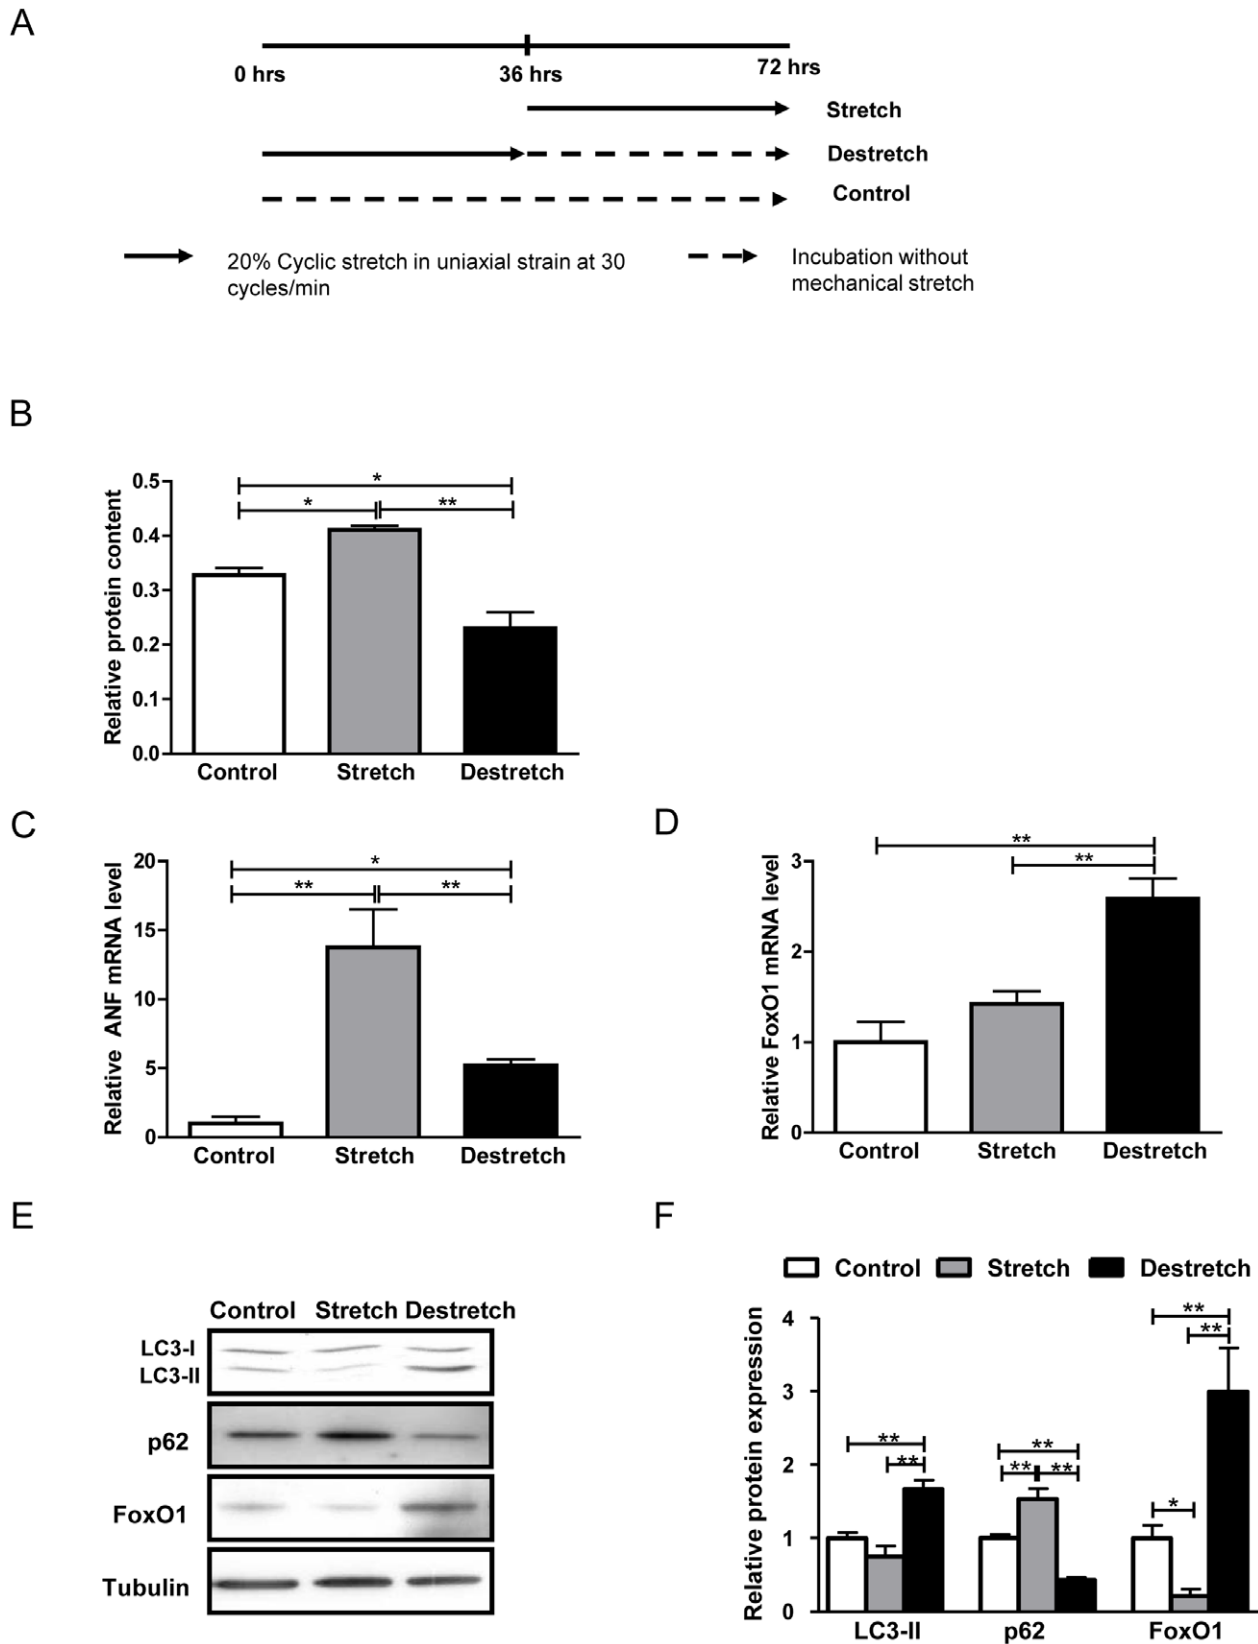 A
0 hrs
36 hrs
72 hrs
Stretch
Destretch
Control
20% Cyclic stretch in uniaxial strain at 30
cycles/min
Incubation without
mechanical stretch
B
Relative protein content
0.5
0.4
0.3
0.2
0.1
0.0
*
*
**
Control
Stretch
Destretch
C
Relative ANF mRNA level
20
15
10
5
0
*
**
**
Control
Stretch
Destretch
D
Relative FoxO1 mRNA level
3
2
1
0
**
**
Control
Stretch
Destretch
E
Control Stretch Destretch
LC3-I
LC3-II
p62
FoxO1
Tubulin
F
Control Stretch Destretch
Relative protein expression
4
3
2
1
0
**
**
**
**
**
**
**
*
LC3-II
p62
FoxO1